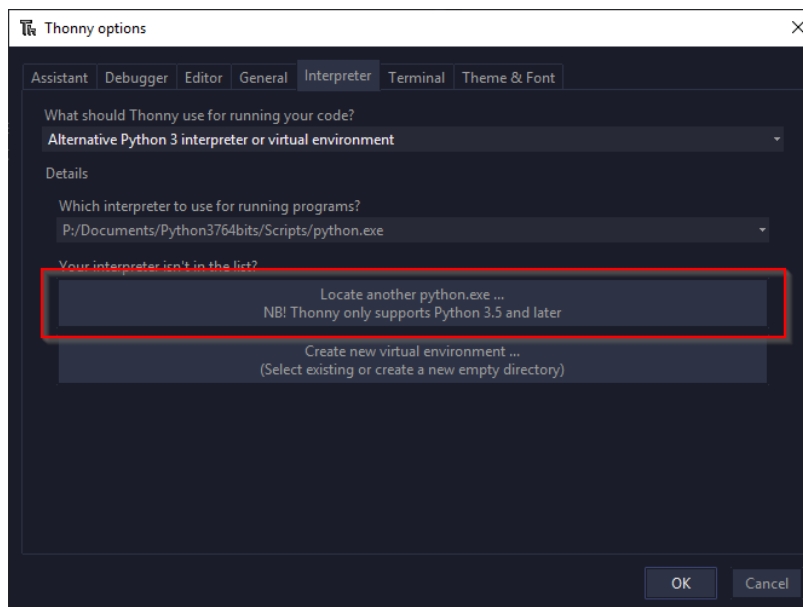 Thonny options
Assistant Debugger Editor General Interpreter Terminal Theme & Font
What should Thonny use for running your code?
Alternative Python 3 interpreter or virtual environment
Details
Which interpreter to use for running programs?
P:/Documents/Python3764bits/Scripts/python.exe
Your interpreter isn't in the list?
Locate another python.exe ...
NB! Thonny only supports Python 3.5 and later
Create new virtual environment ...
(Select existing or create a new empty directory)
OK Cancel